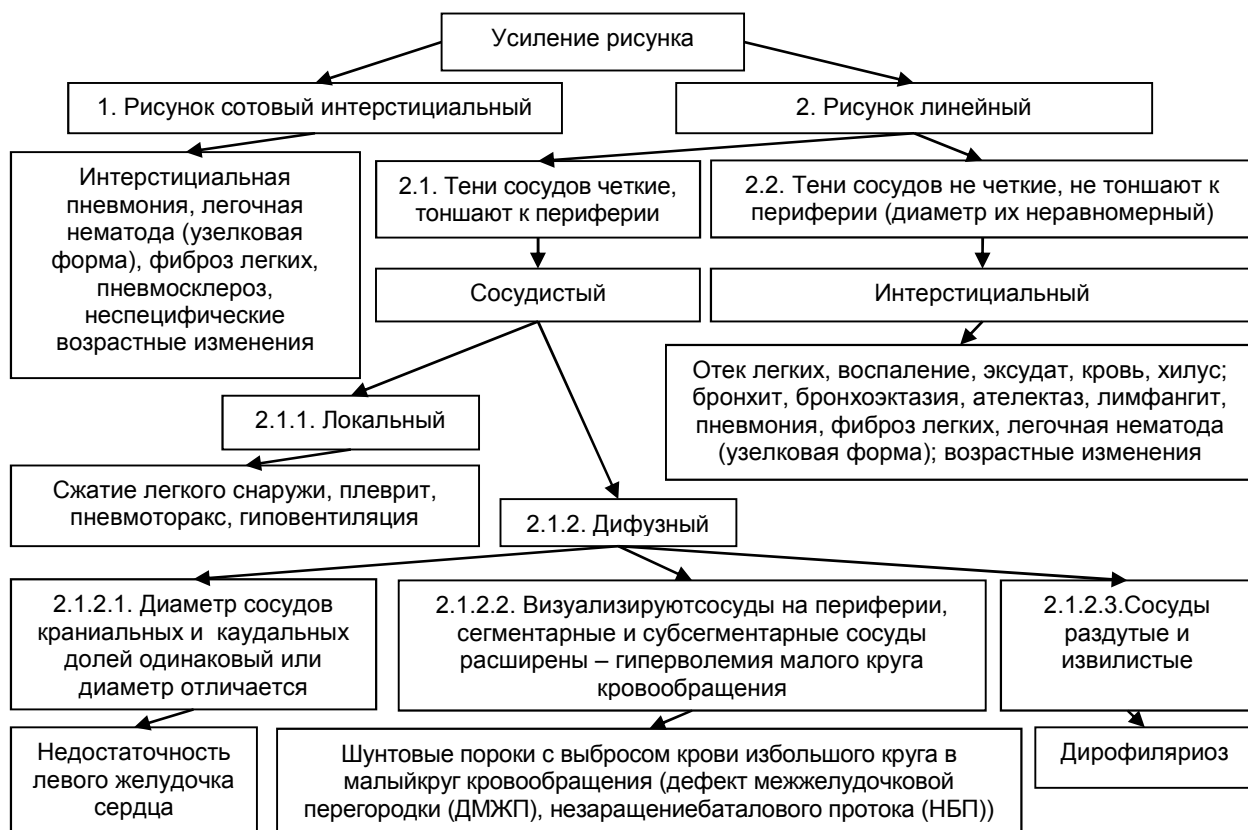 Усиление рисунка
1. Рисунок сотовый интерстициальный
2. Рисунок линейный
Интерстициальная
пневмония, легочная
нематода (узелковая
форма), фиброз легких,
пневмосклероз,
неспецифические
возрастные изменения
2.1. Тени сосудов четкие,
тоншают к периферии
2.2. Тени сосудов не четкие, не тоншают к
периферии (диаметр их неравномерный)
Сосудистый
Интерстициальный
Отек легких, воспаление, эксудат, кровь, хилус;
бронхит, бронхоэктазия, ателектаз, лимфангит,
пневмония, фиброз легких, легочная нематода
(узелковая форма); возрастные изменения
2.1.1. Локальный
Сжатие легкого снаружи, плеврит,
пневмоторакс, гиповентиляция
2.1.2. Дифузный
2.1.2.1. Диаметр сосудов
краниальных и каудальных
долей одинаковый или
диаметр отличается
2.1.2.2. Визуализируютсосуды на периферии,
сегментарные и субсегментарные сосуды
расширены – гиперволемия малого круга
кровообращения
2.1.2.3.Сосуды
раздутые и
извилистые
Недостаточность
левого желудочка
сердца
Шунтовые пороки с выбросом крови избольшого круга в
малыйкруг кровообращения (дефект межжелудочковой
перегородки (ДМЖП), незаращениебаталового протока (НБП))
Дирофиляриоз